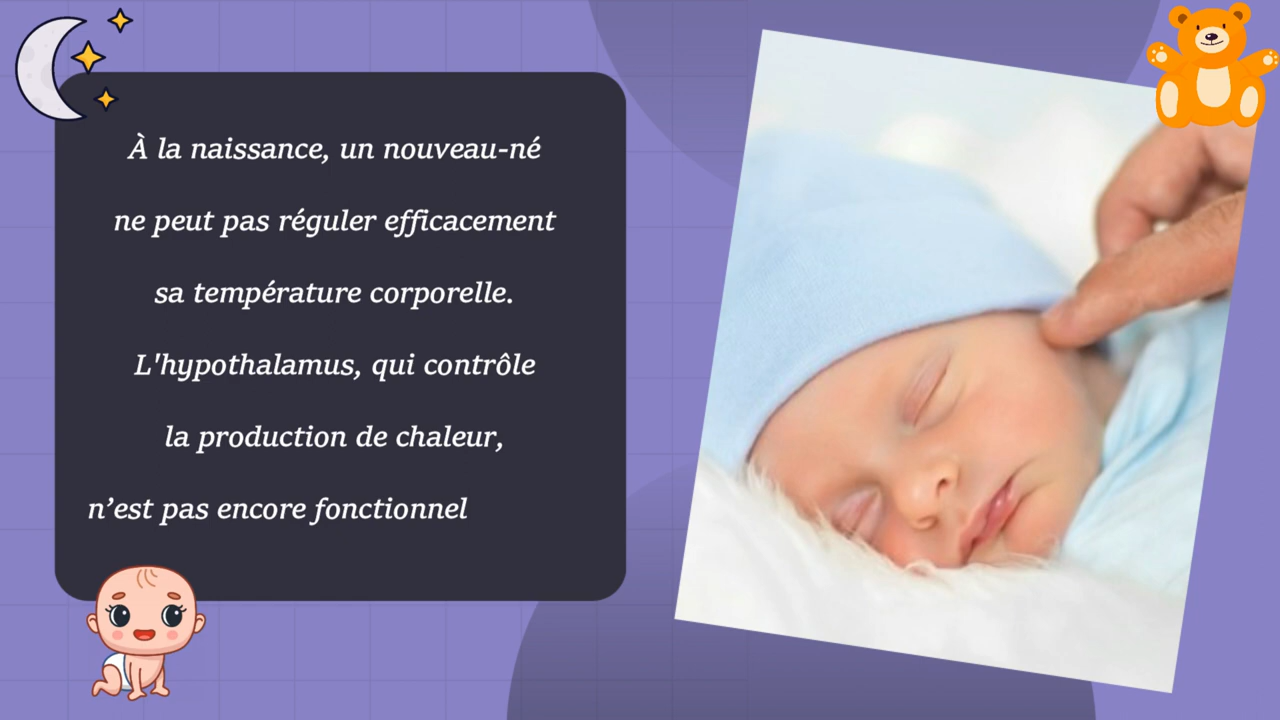 À la naissance, un nouveau-né
ne peut pas réguler efficacement
sa température corporelle.
L'hypothalamus, qui contrôle
la production de chaleur,
n’est pas encore fonctionnel